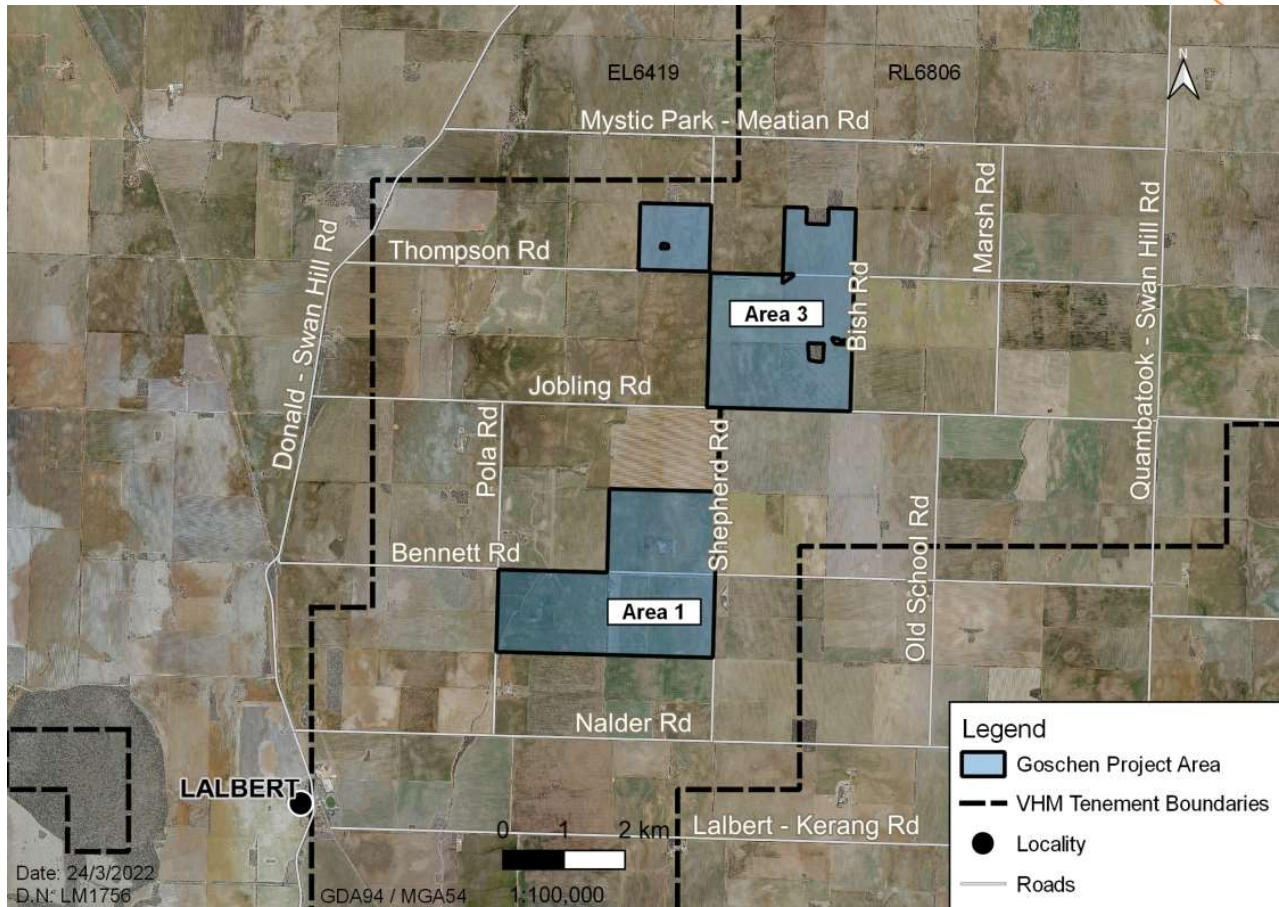 EL6419
RL6806
N
Mystic Park - Meatian Rd
Donald - Swan Hill Rd
Thompson Rd
Marsh Rd
Quambatook - Swan Hill Rd
Area 3
Bish Rd
Jobling Rd
Pola Rd
Shepherd Rd
Bennett Rd
Area 1
Old School Rd
Nalder Rd
LALBERT
Lalbert - Kerang Rd
0 1 2 km
Date: 24/3/2022
D.N: LM1756
GDA94 / MGA54
1:100,000
Legend
Goschen Project Area
VHM Tenement Boundaries
Locality
Roads